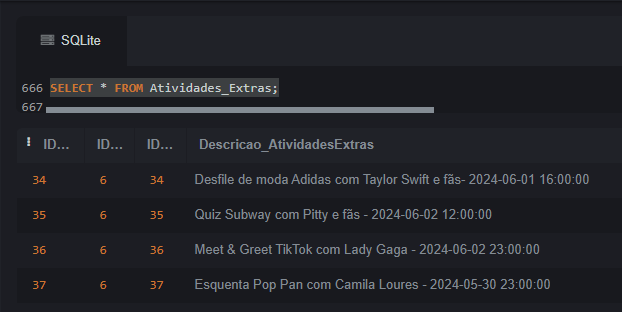 SQLite
666 SELECT * FROM Atividades_Extras;
667
ID... ID... ID... Descricao_AtividadesExtras
34 6 34 Desfile de moda Adidas com Taylor Swift e fãs- 2024-06-01 16:00:00
35 6 35 Quiz Subway com Pitty e fãs - 2024-06-02 12:00:00
36 6 36 Meet & Greet TikTok com Lady Gaga - 2024-06-02 23:00:00
37 6 37 Esquenta Pop Pan com Camila Loures - 2024-05-30 23:00:00